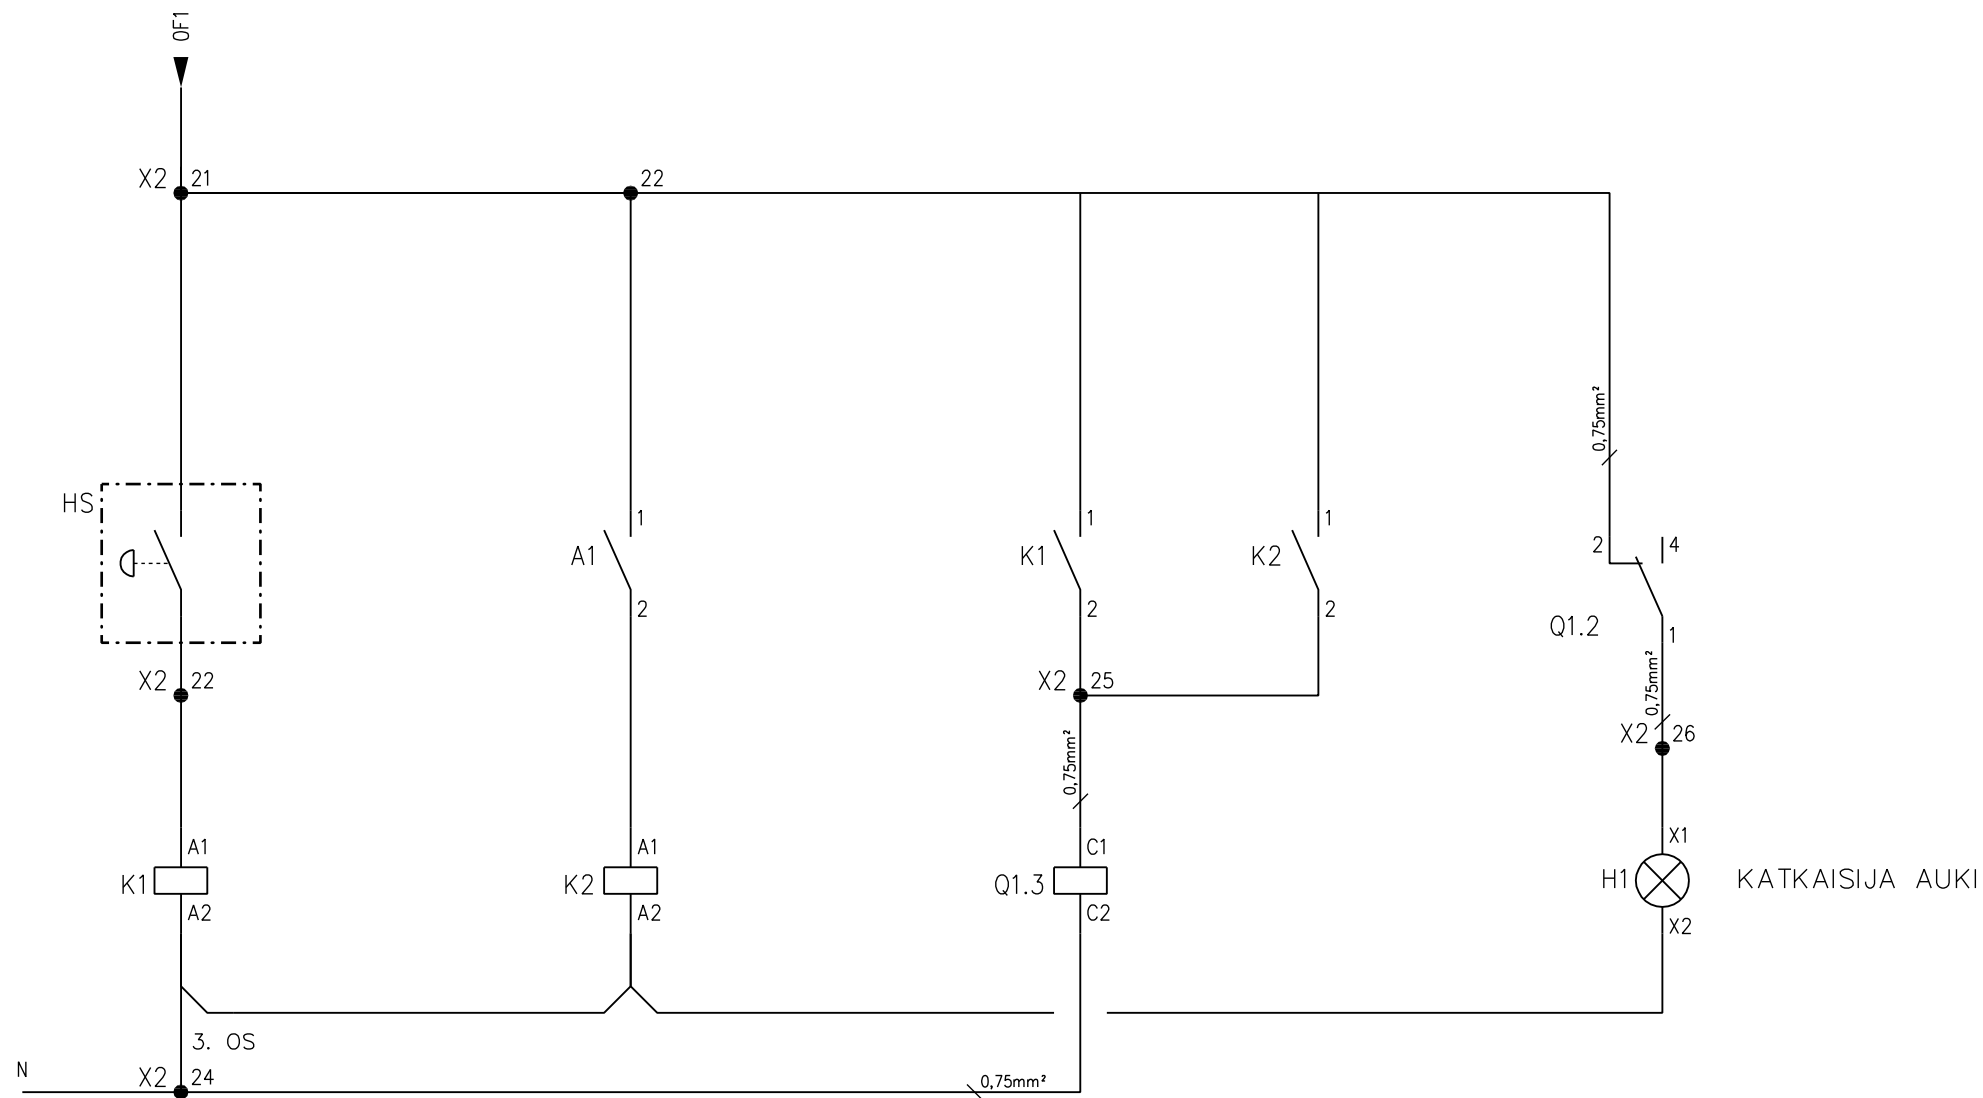 OF1
X2 21
22
0,75mm²
HS
1
1
1
2 4
A1
K1
K2
2
2
2
Q1.2
1
0,75mm²
X2 22
X2 25
X2 26
0,75mm²
A1
A1
C1
X1
K1
K2
Q1.3
H1
KATKAISIJA AUKI
A2
A2
C2
X2
3. OS
N
X2 24
0,75mm²